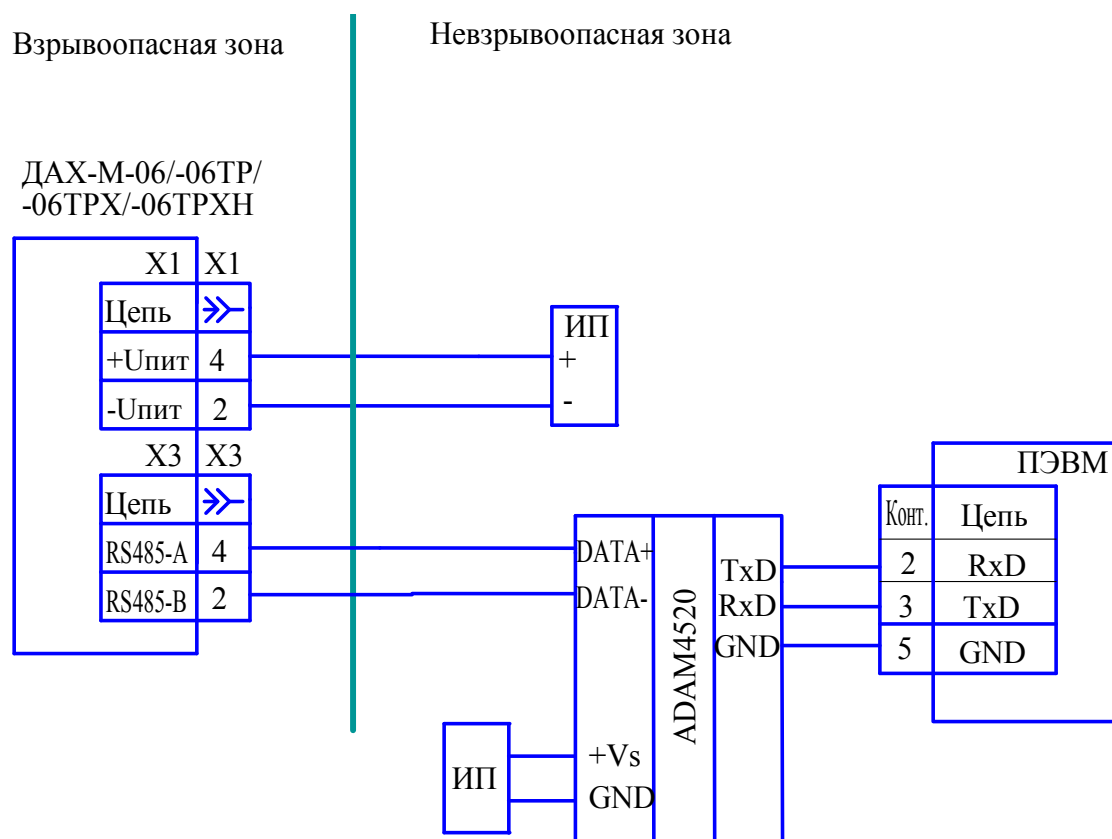 Взрывоопасная зона
Невзрывоопасная зона
ДАХ-М-06/-06ТР/
-06ТРХ/-06ТРХН
X1 X1
Цепь
+Uпит 4
-Uпит 2
X3 X3
Цепь
RS485-A 4
RS485-B 2
ИП
+
-
DATA+
DATA-
+Vs
GND
ADAM4520
TxD
RxD
GND
ИП
ПЭВМ
Конт. Цепь
2 RxD
3 TxD
5 GND